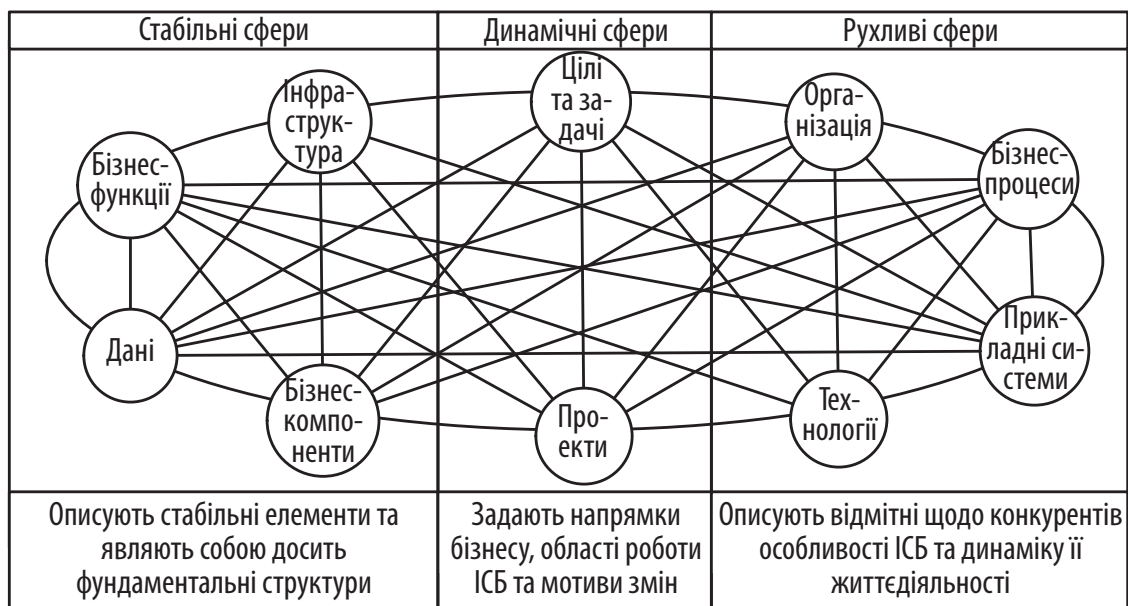 Стабільні сфери
Динамічні сфери
Рухливі сфери
Інфра-
струк-
тура
Цілі
та за-
дачі
Орга-
нізація
Бізнес-
функції
Бізнес-
процеси
Дані
Прик-
ладні си-
стеми
Бізнес-
компо-
ненти
Про-
екти
Тех-
нології
Описують стабільні елементи та
являють собою досить
фундаментальні структури
Задають напрямки
бізнесу, області роботи
ІСБ та мотиви змін
Описують відмітні щодо конкурентів
особливості ІСБ та динаміку її
життєдіяльності